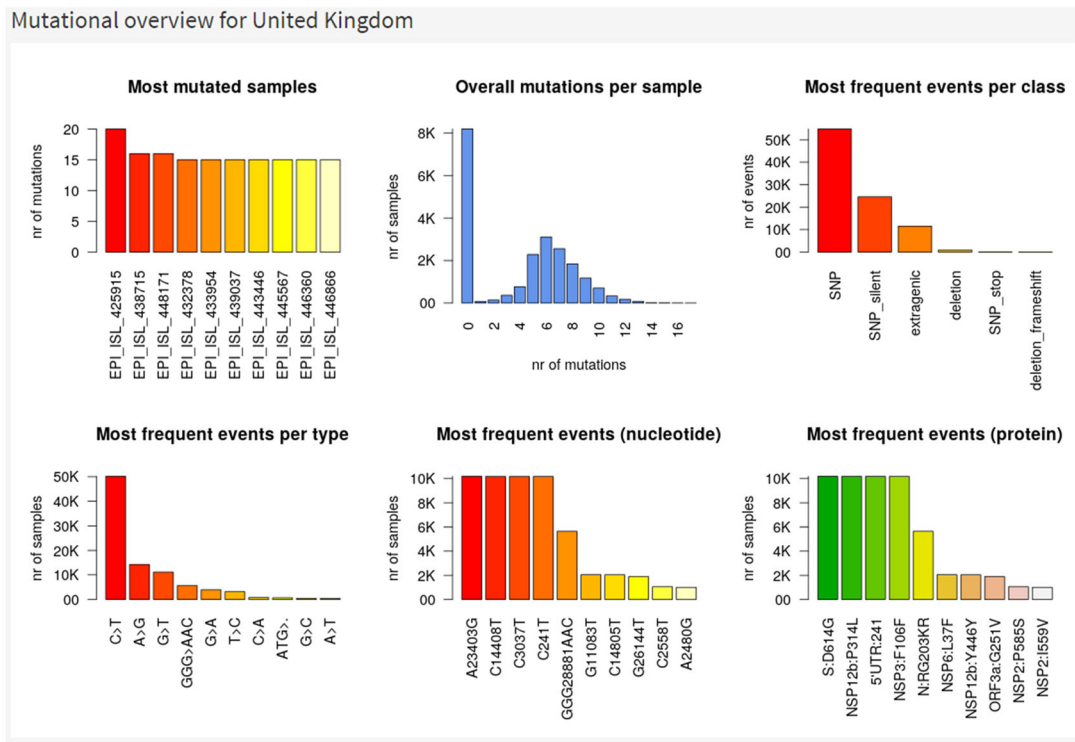 Mutational overview for United Kingdom
Most mutated samples
nr of mutations
20
15
10
5
0
EPI_ISL_425915
EPI_ISL_438715
EPI_ISL_448171
EPI_ISL_432378
EPI_ISL_433954
EPI_ISL_439037
EPI_ISL_443446
EPI_ISL_445567
EPI_ISL_446360
EPI_ISL_446866
Overall mutations per sample
nr of samples
8K
6K
4K
2K
00
0
2
4
6
8
10
12
14
16
nr of mutations
Most frequent events per class
nr of events
50K
40K
30K
20K
10K
00
SNP
SNP_silent
extragenic
deletion
SNP_stop
deletion_frameshift
Most frequent events per type
nr of samples
50K
40K
30K
20K
10K
00
C>T
A>G
G>T
GGG>AAC
G>A
T>C
C>A
ATG>.
G>C
A>T
Most frequent events (nucleotide)
nr of samples
10K
8K
6K
4K
2K
00
A23403G
C14408T
C3037T
C241T
GGG28881AAC
G11083T
C14805T
G26144T
C2558T
A2480G
Most frequent events (protein)
nr of samples
10K
8K
6K
4K
2K
00
S:D614G
NSP12b:P314L
5'UTR:241
NSP3:F106F
N:RG203KR
NSP6:L37F
NSP12b:Y446Y
ORF3a:G251V
NSP2:P585S
NSP2:I559V